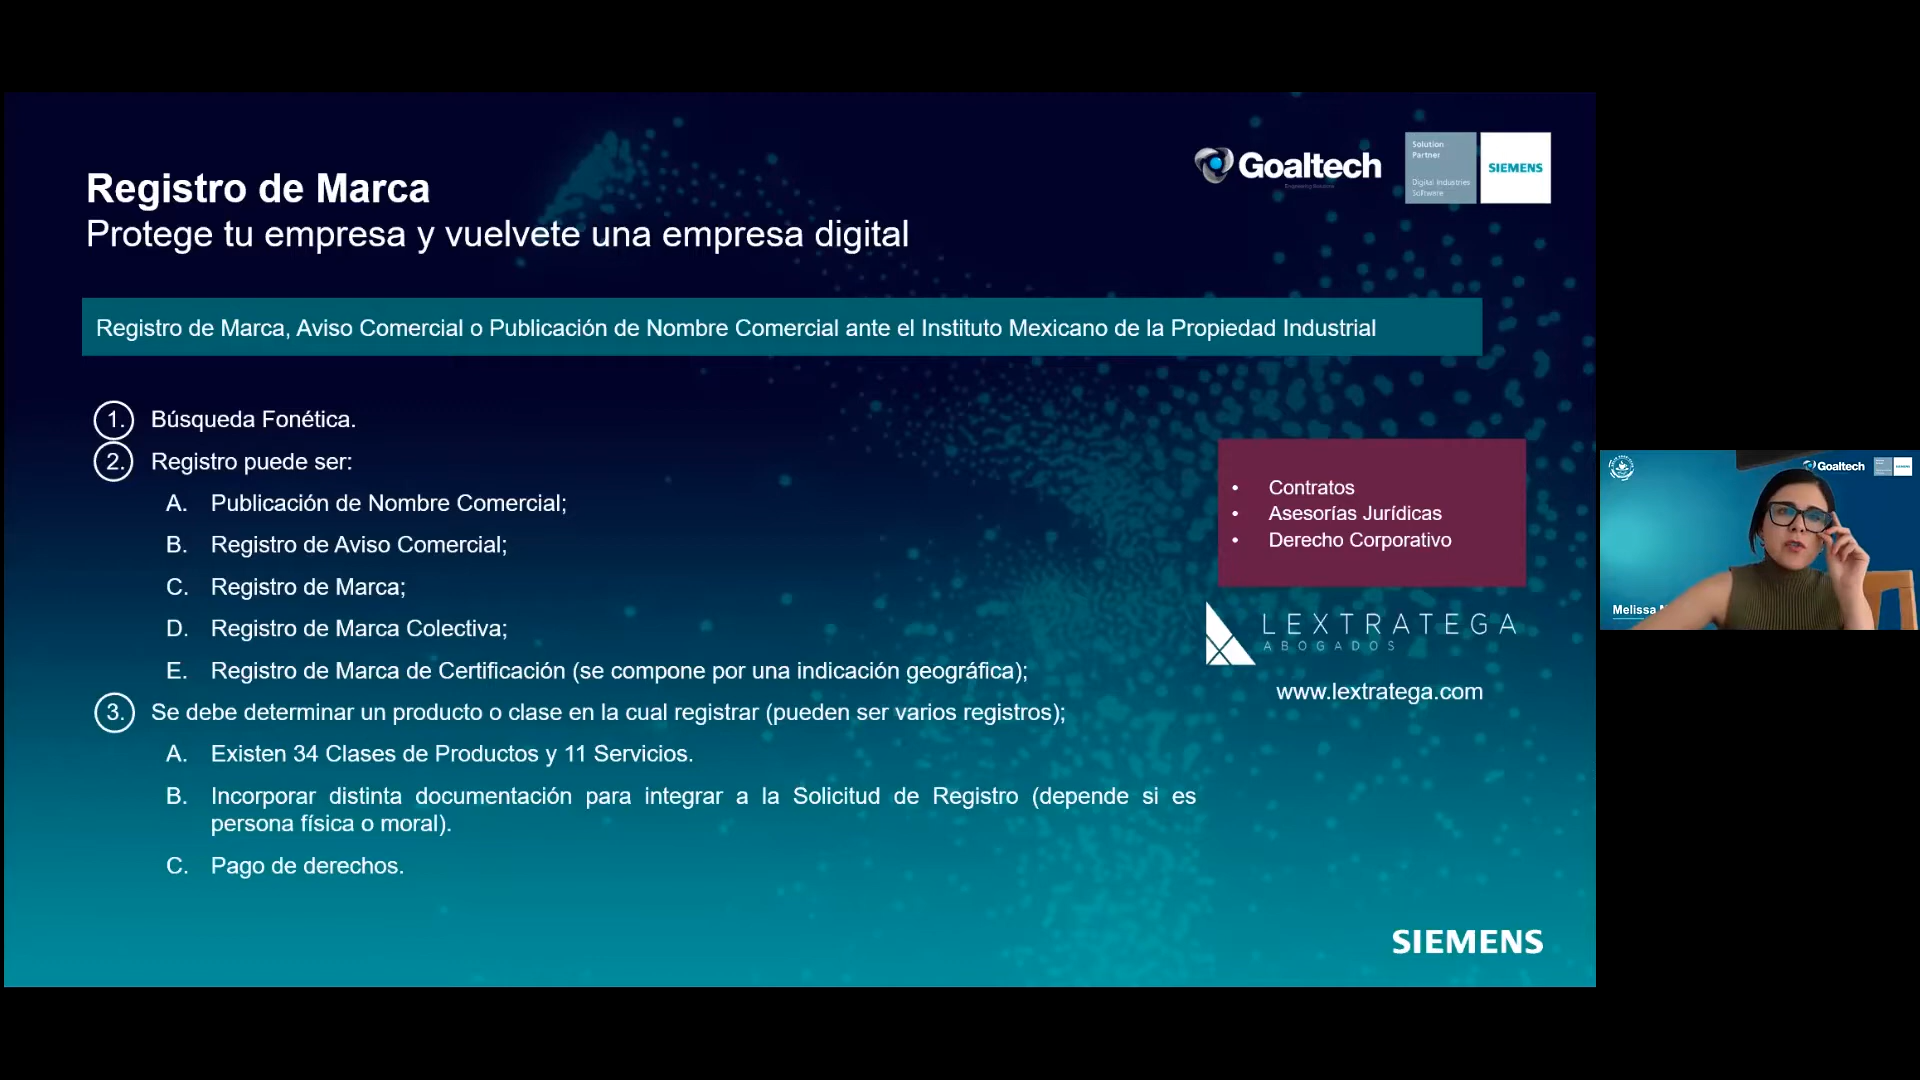 Registro de Marca
Protege tu empresa y vuelvete una empresa digital
Goaltech
Solution
Partner
Digital Industries
Software
SIEMENS
Registro de Marca, Aviso Comercial o Publicación de Nombre Comercial ante el Instituto Mexicano de la Propiedad Industrial
1. Búsqueda Fonética.
2. Registro puede ser:
A. Publicación de Nombre Comercial;
B. Registro de Aviso Comercial;
C. Registro de Marca;
D. Registro de Marca Colectiva;
E. Registro de Marca de Certificación (se compone por una indicación geográfica);
3. Se debe determinar un producto o clase en la cual registrar (pueden ser varios registros);
A. Existen 34 Clases de Productos y 11 Servicios.
B. Incorporar distinta documentación para integrar a la Solicitud de Registro (depende si es
persona física o moral).
C. Pago de derechos.
• Contratos
• Asesorías Jurídicas
• Derecho Corporativo
LEXTRATEGA
ABOGADOS
www.lextratega.com
SIEMENS
Goaltech
Melissa